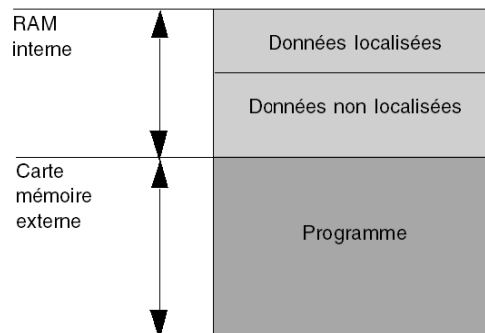 RAM
interne
Données localisées
Données non localisées
Carte
mémoire
externe
Programme